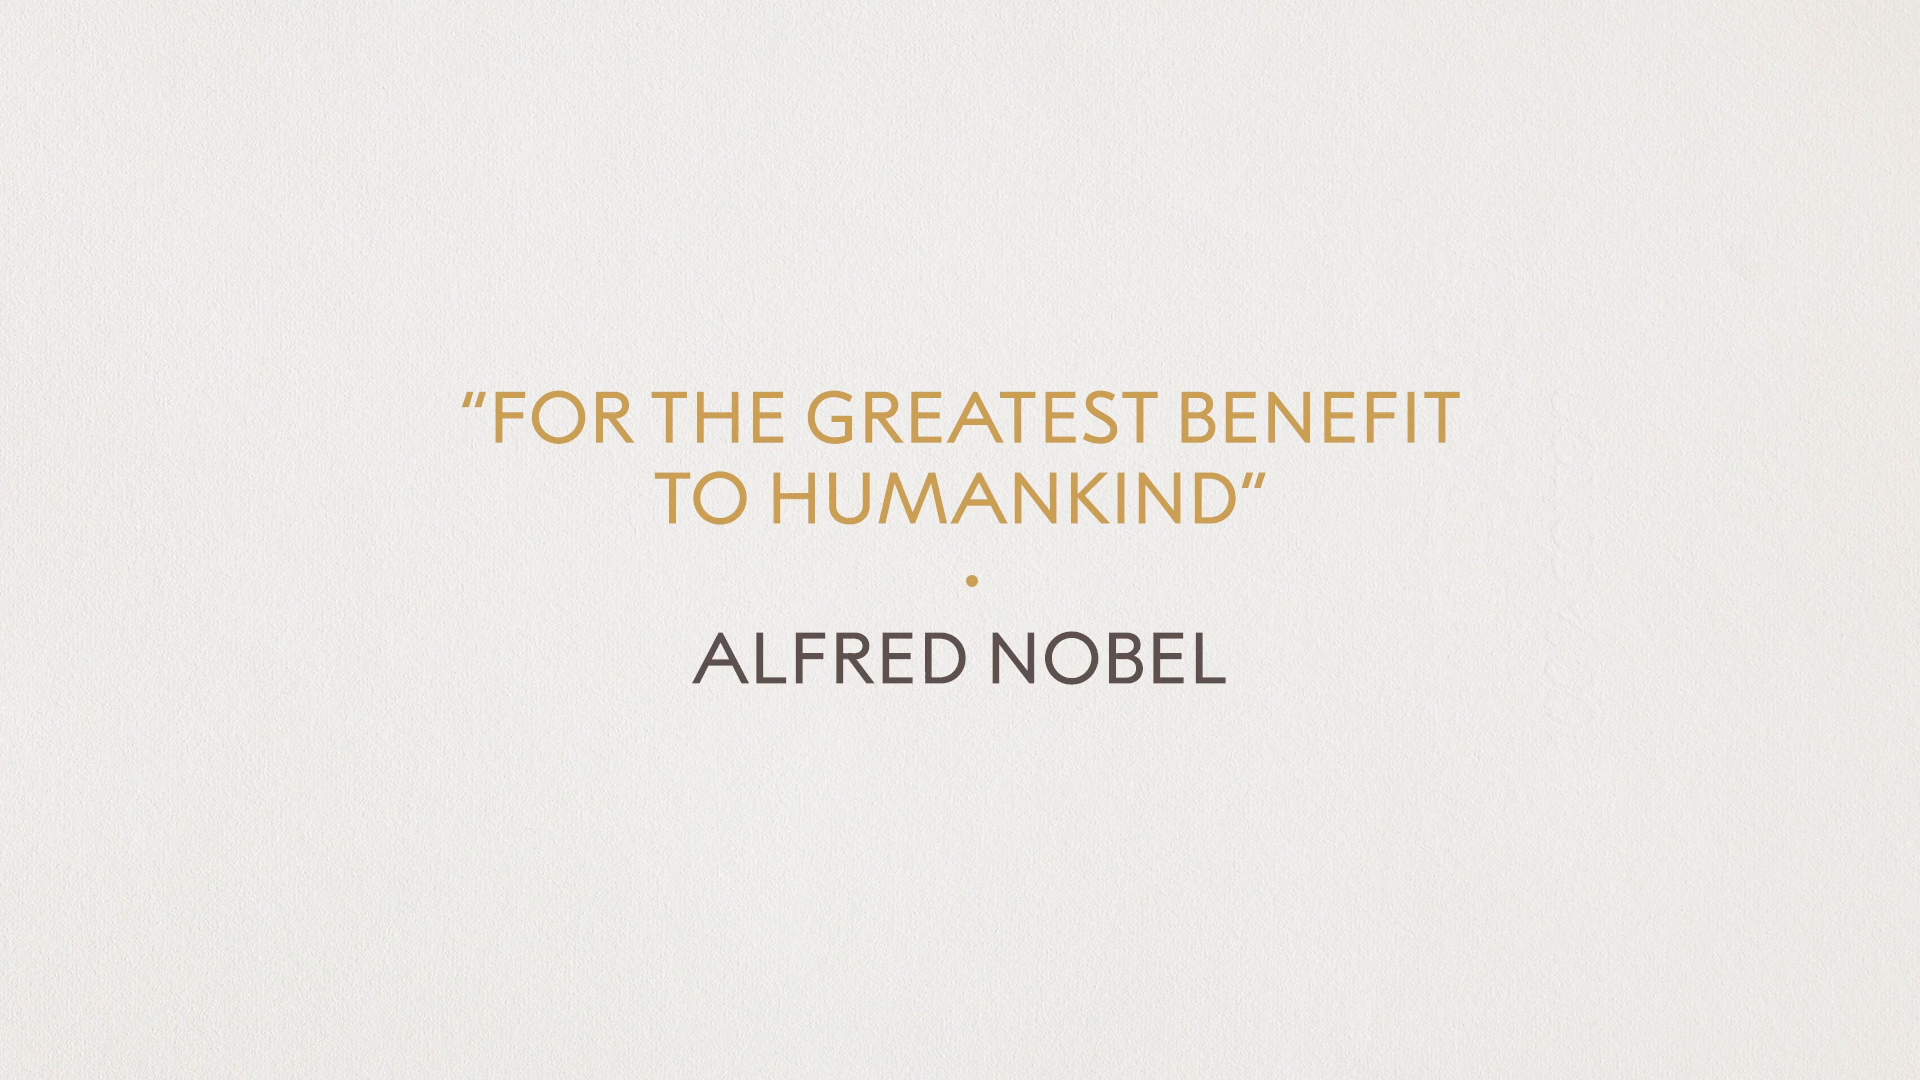 “FOR THE GREATEST BENEFIT
TO HUMANKIND”
•
ALFRED NOBEL